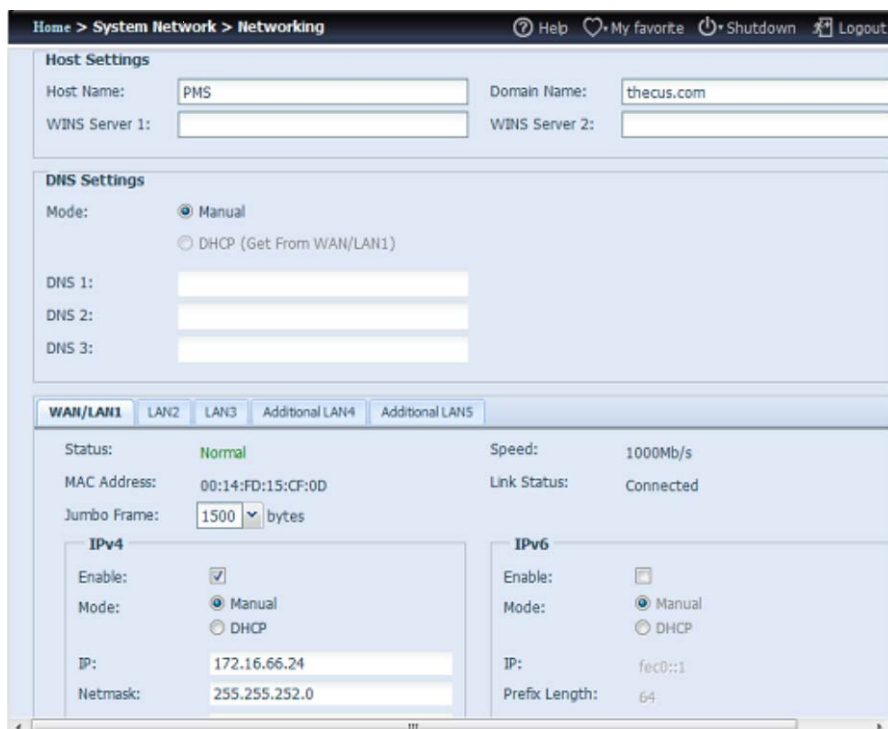 Home > System Network > Networking Help My favorite Shutdown Logout
Host Settings
Host Name: PMS Domain Name: thecus.com
WINS Server 1: WINS Server 2:
DNS Settings
Mode: Manual
DHCP (Get From WAN/LAN1)
DNS 1:
DNS 2:
DNS 3:
WAN/LAN1 LAN2 LAN3 Additional LAN4 Additional LAN5
Status: Normal Speed: 1000Mb/s
MAC Address: 00:14:FD:15:CF:0D Link Status: Connected
Jumbo Frame: 1500 bytes
IPv4 IPv6
Enable: Enable:
Mode: Manual Mode: Manual
DHCP DHCP
IP: 172.16.66.24 IP: fec0::1
Netmask: 255.255.252.0 Prefix Length: 64